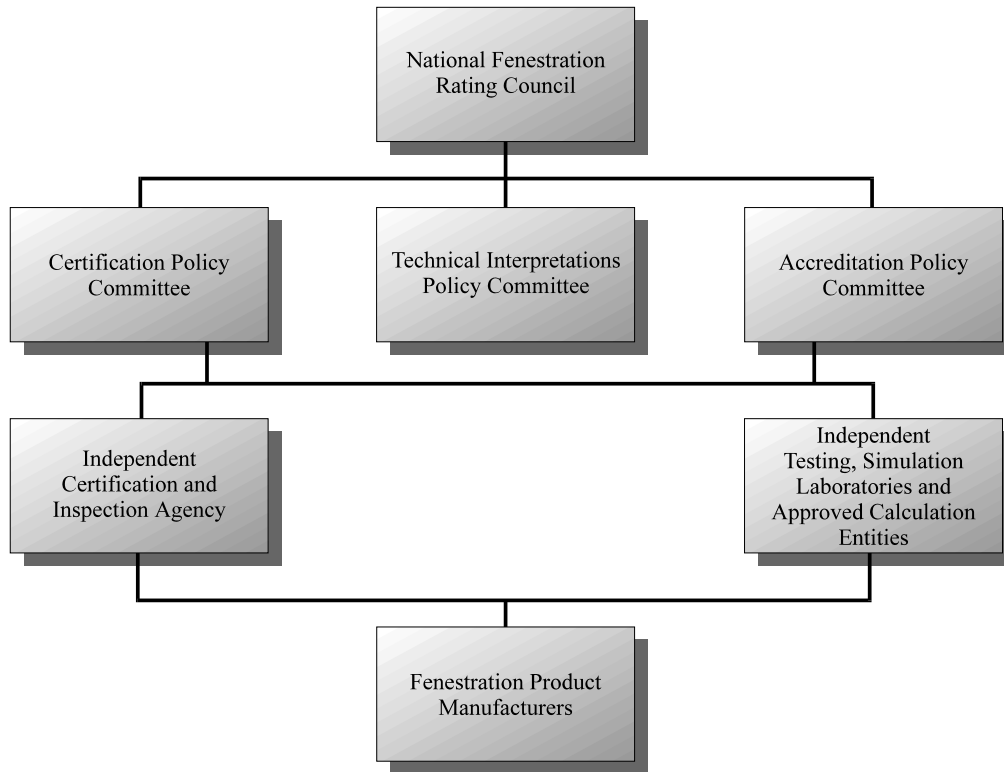 National Fenestration
Rating Council
Certification Policy
Committee
Technical Interpretations
Policy Committee
Accreditation Policy
Committee
Independent
Certification and
Inspection Agency
Independent
Testing, Simulation
Laboratories and
Approved Calculation
Entities
Fenestration Product
Manufacturers